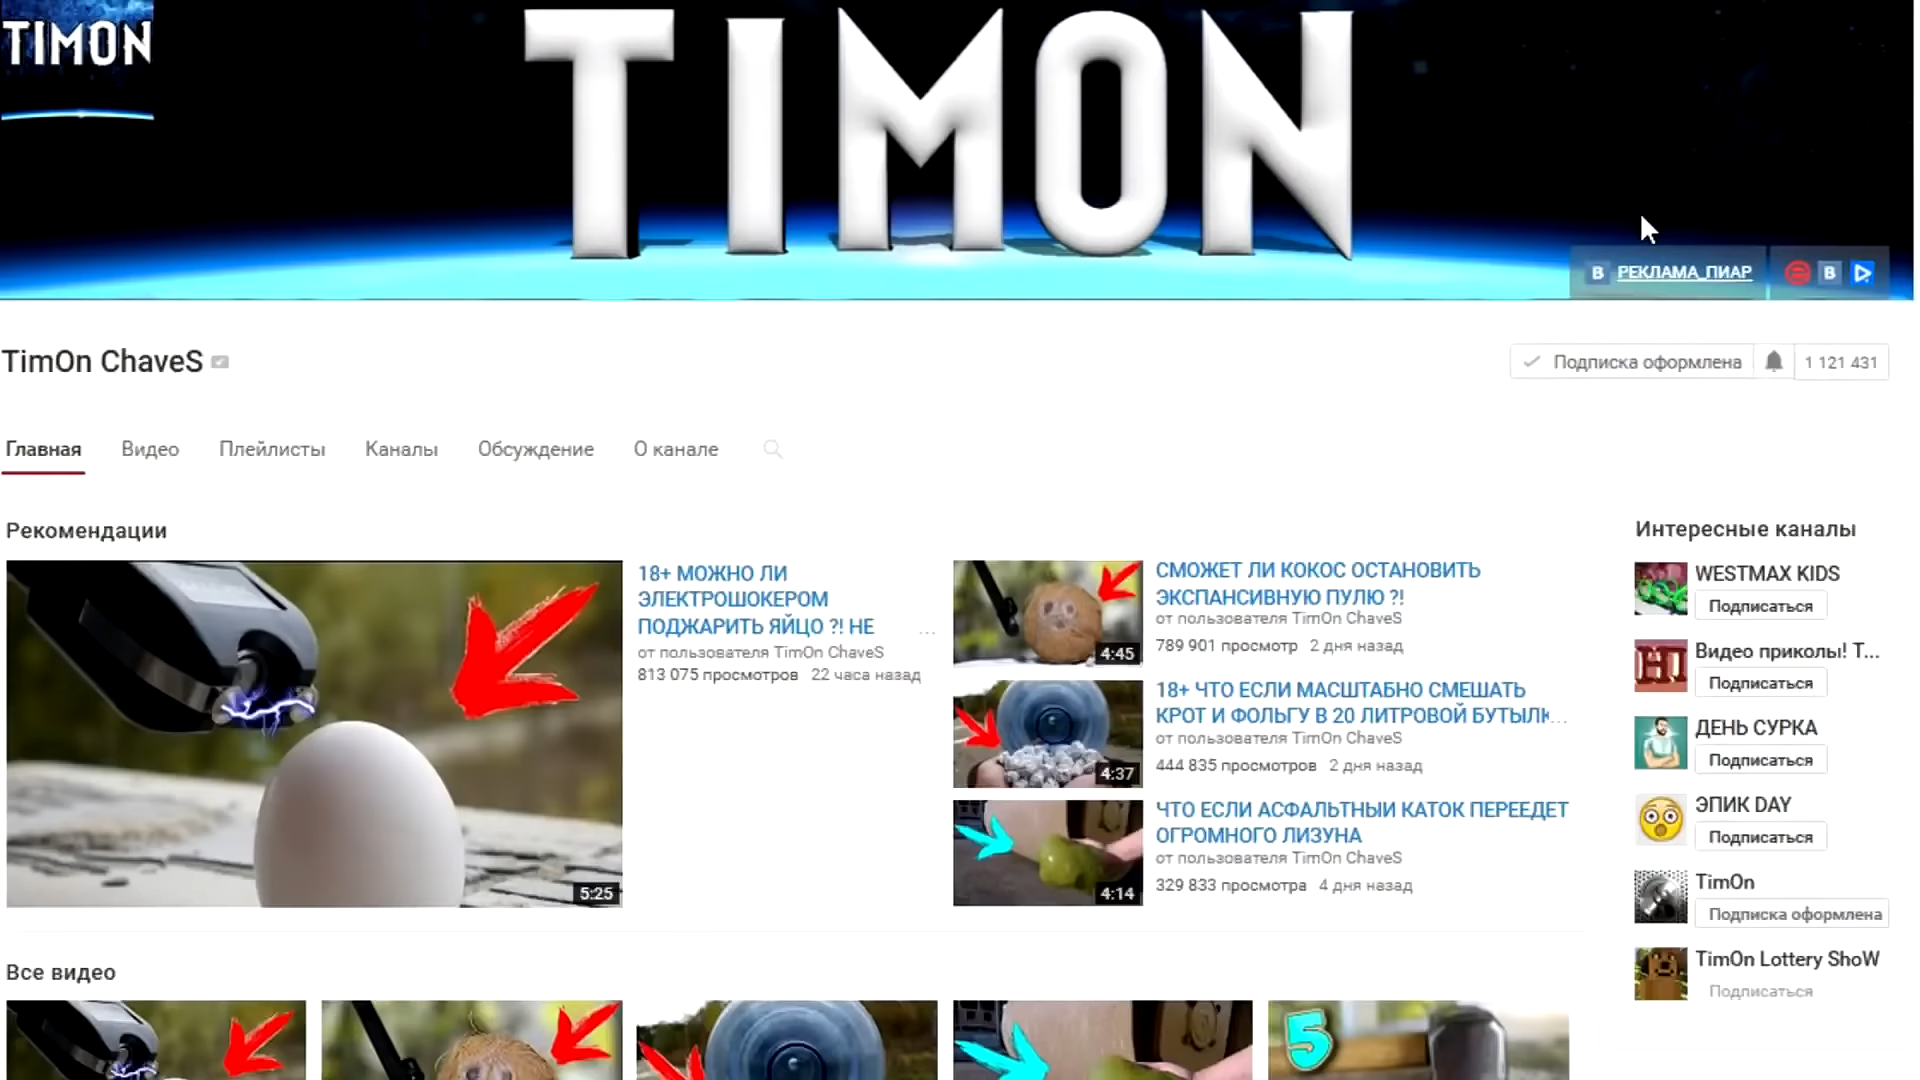 TIMON
TIMON
В РЕКЛАМА_ПИАР
В
TimOn ChaveS
Подписка оформлена
1 121 431
Главная
Видео
Плейлисты
Каналы
Обсуждение
О канале
Рекомендации
5:25
18+ МОЖНО ЛИ
ЭЛЕКТРОШОКЕРОМ
ПОДЖАРИТЬ ЯЙЦО ?! НЕ ...
от пользователя TimOn ChaveS
813 075 просмотров 22 часа назад
4:45
СМОЖЕТ ЛИ КОКОС ОСТАНОВИТЬ
ЭКСПАНСИВНУЮ ПУЛЮ ?!
от пользователя TimOn ChaveS
789 901 просмотр 2 дня назад
4:37
18+ ЧТО ЕСЛИ МАСШТАБНО СМЕШАТЬ
КРОТ И ФОЛЬГУ В 20 ЛИТРОВОЙ БУТЫЛК...
от пользователя TimOn ChaveS
444 835 просмотров 2 дня назад
4:14
ЧТО ЕСЛИ АСФАЛЬТНЫЙ КАТОК ПЕРЕЕДЕТ
ОГРОМНОГО ЛИЗУНА
от пользователя TimOn ChaveS
329 833 просмотра 4 дня назад
Интересные каналы
WESTMAX KIDS
Подписаться
Видео приколы! Т...
Подписаться
ДЕНЬ СУРКА
Подписаться
ЭПИК DAY
Подписаться
TimOn
Подписка оформлена
TimOn Lottery ShoW
Подписаться
Все видео
5